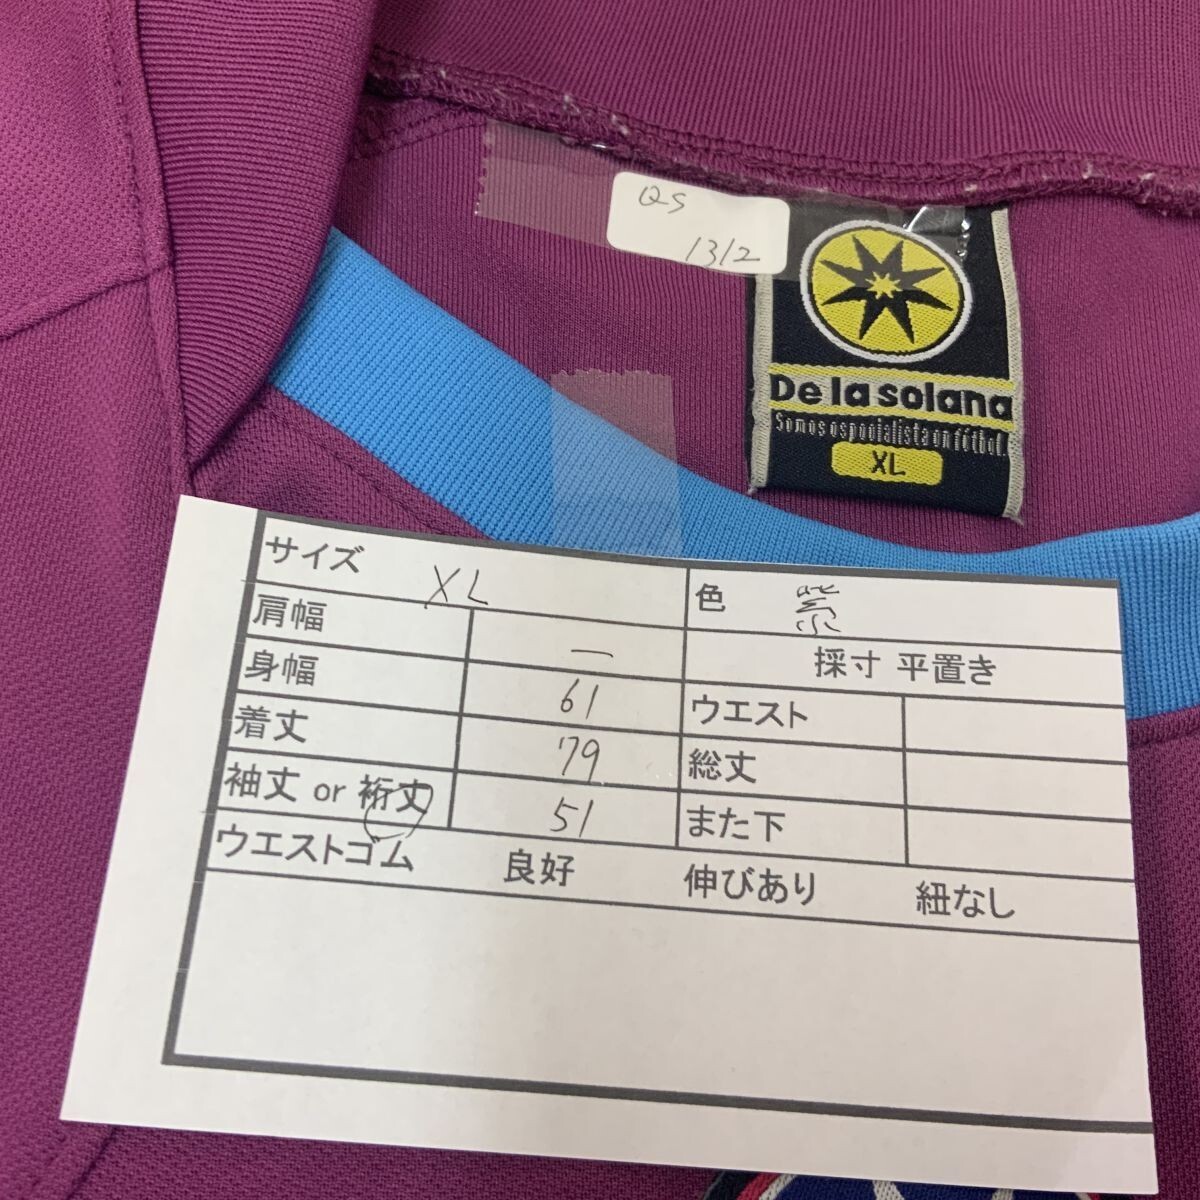 QS
1312
De la solana
Somos especialista en fútbol.
XL
サイズ XL 色 紫
肩幅 — 採寸 平置き
身幅 61 ウエスト
着丈 79 総丈
袖丈 or 裄丈 51 また下
ウエストゴム 良好 伸びあり 紐なし